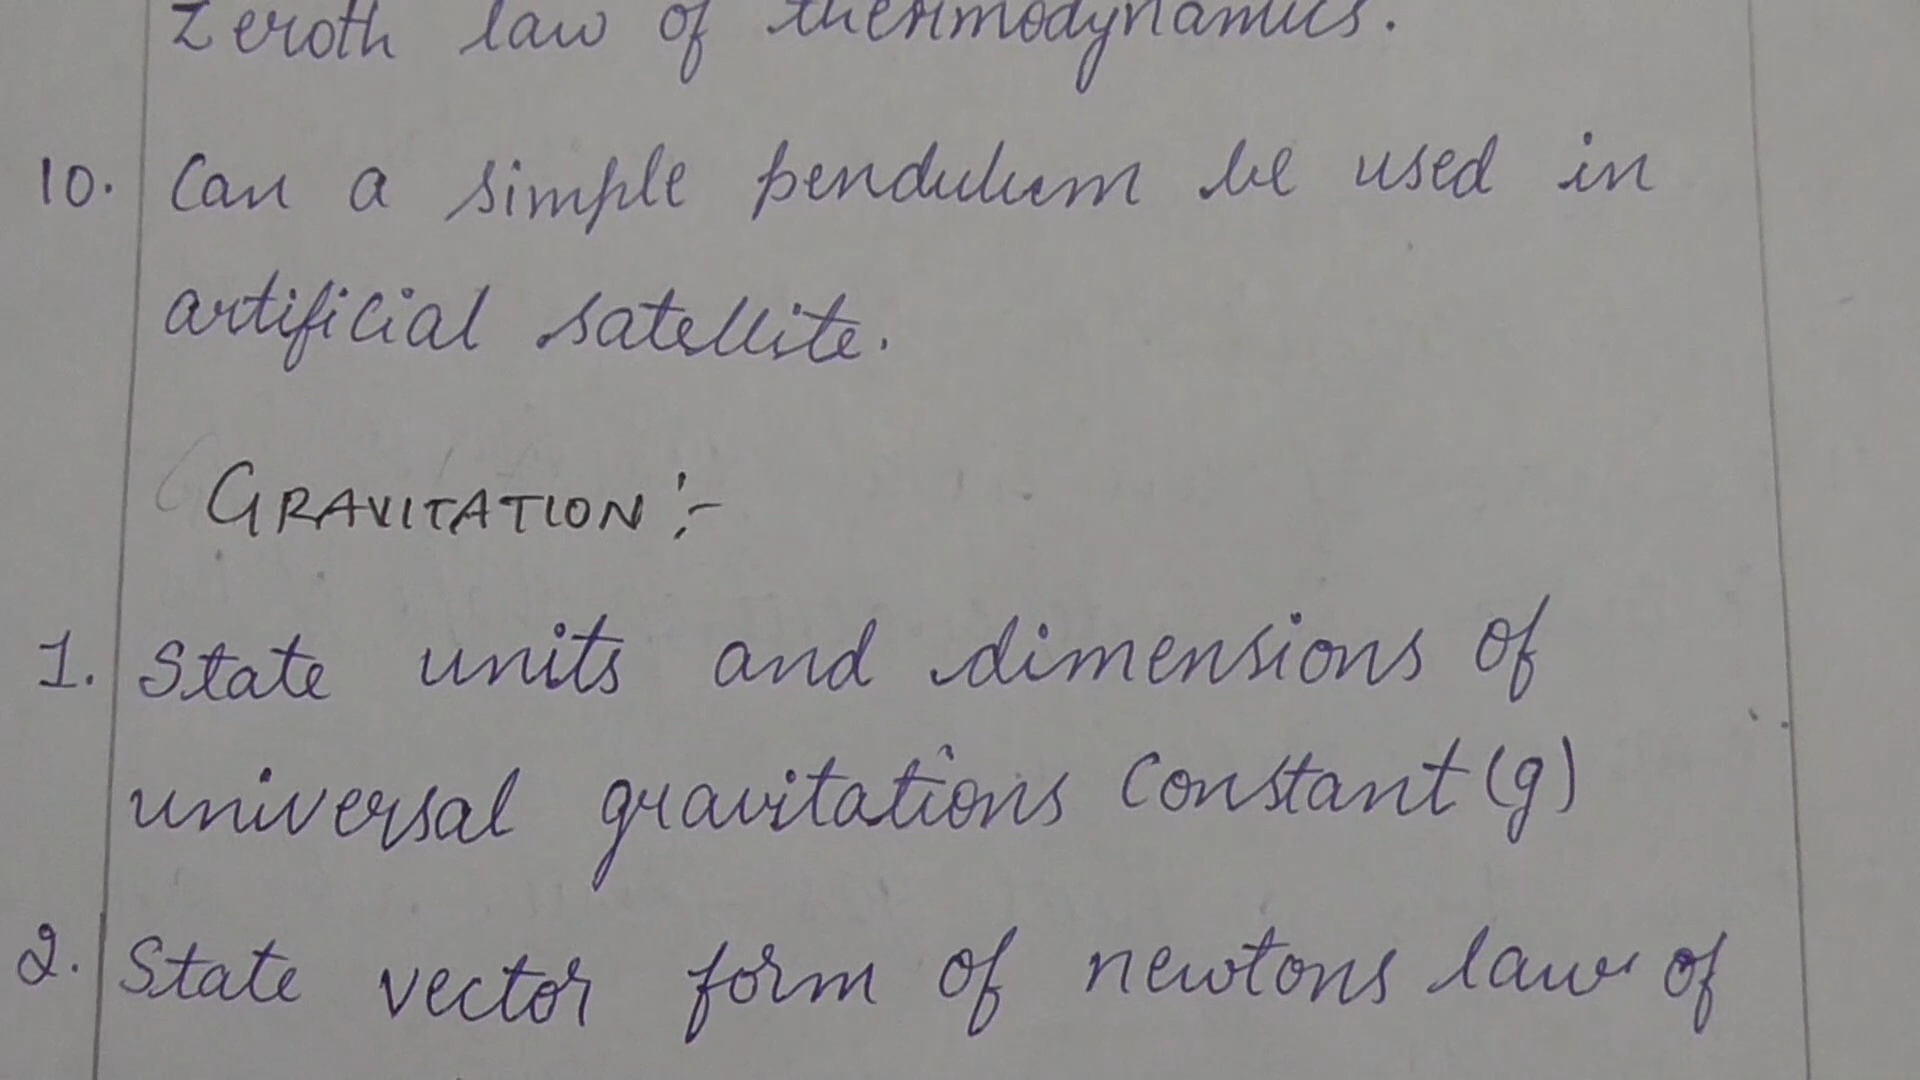 Zeroth law of thermodynamics.
10. Can a simple pendulum be used in
artificial satellite.
GRAVITATION :-
1. State units and dimensions of
universal gravitations Constant (g)
2. State vector form of newtons law of